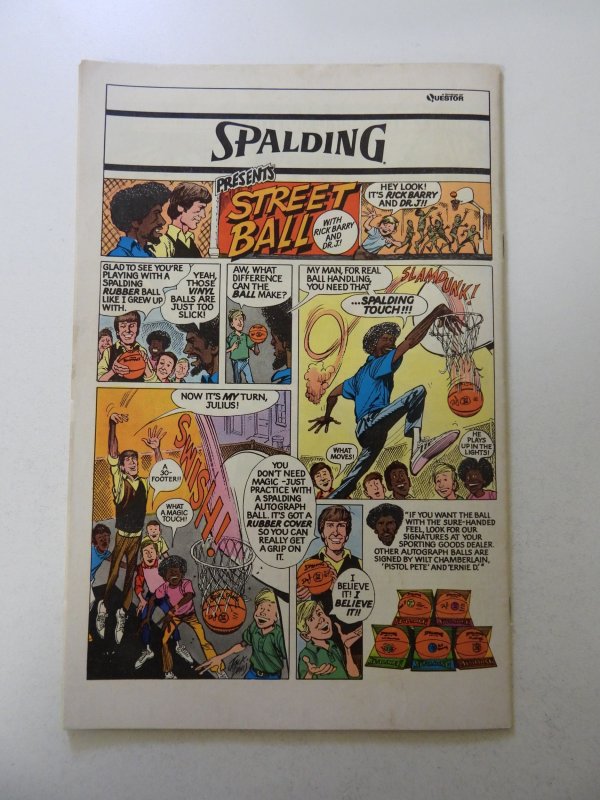 A DIVISION OF
QUESTOR
SPALDING
PRESENTS
STREET
BALL
WITH
RICK BARRY
AND
DR. J!
HEY LOOK!
IT'S RICK BARRY
AND DR. J!!
GLAD TO SEE YOU'RE
PLAYING WITH A
SPALDING
RUBBER BALL
LIKE I GREW UP
WITH.
YEAH,
THOSE
VINYL
BALLS ARE
JUST TOO
SLICK!
AW, WHAT
DIFFERENCE
CAN THE
BALL MAKE?
MY MAN, FOR REAL
BALL HANDLING,
YOU NEED THAT
...SPALDING
TOUCH!!!
SLAMDUNK!
WHAT
MOVES!
HE
PLAYS
UP IN THE
LIGHTS!
NOW IT'S MY TURN,
JULIUS!
A
30-
FOOTER!!
WHAT
A MAGIC
TOUCH!
SWISH!
YOU
DON'T NEED
MAGIC -JUST
PRACTICE WITH
A SPALDING
AUTOGRAPH
BALL. IT'S GOT A
RUBBER COVER
SO YOU CAN
REALLY GET
A GRIP ON
IT.
I
BELIEVE
IT! I
BELIEVE
IT!!
"IF YOU WANT THE BALL
WITH THE SURE-HANDED
FEEL, LOOK FOR OUR
SIGNATURES AT YOUR
SPORTING GOODS DEALER.
OTHER AUTOGRAPH BALLS ARE
SIGNED BY WILT CHAMBERLAIN,
'PISTOL PETE' AND 'ERNIE D.'"